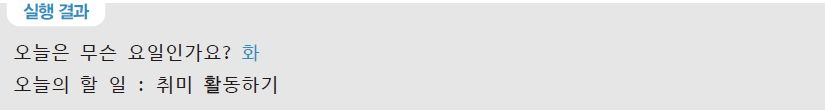 실행 결과
오늘은 무슨 요일인가요? 화
오늘의 할 일 : 취미 활동하기